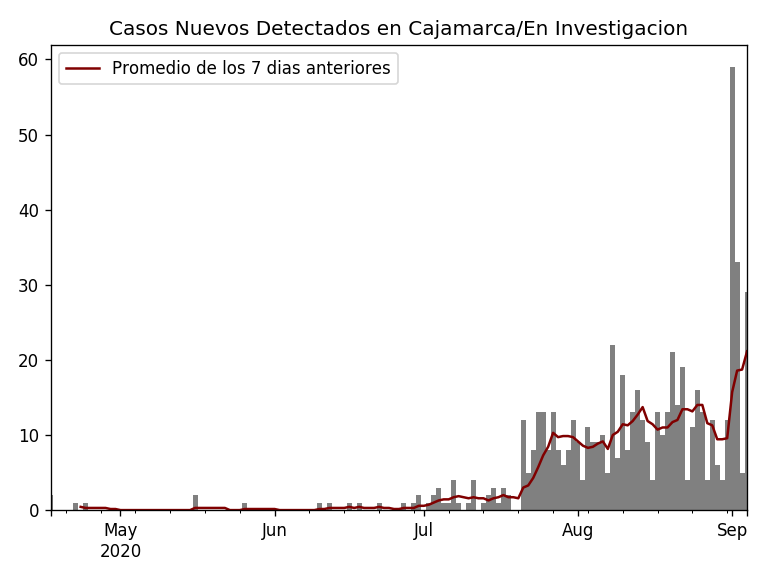 Casos Nuevos Detectados en Cajamarca/En Investigacion
Promedio de los 7 dias anteriores
60
50
40
30
20
10
0
May
2020
Jun
Jul
Aug
Sep